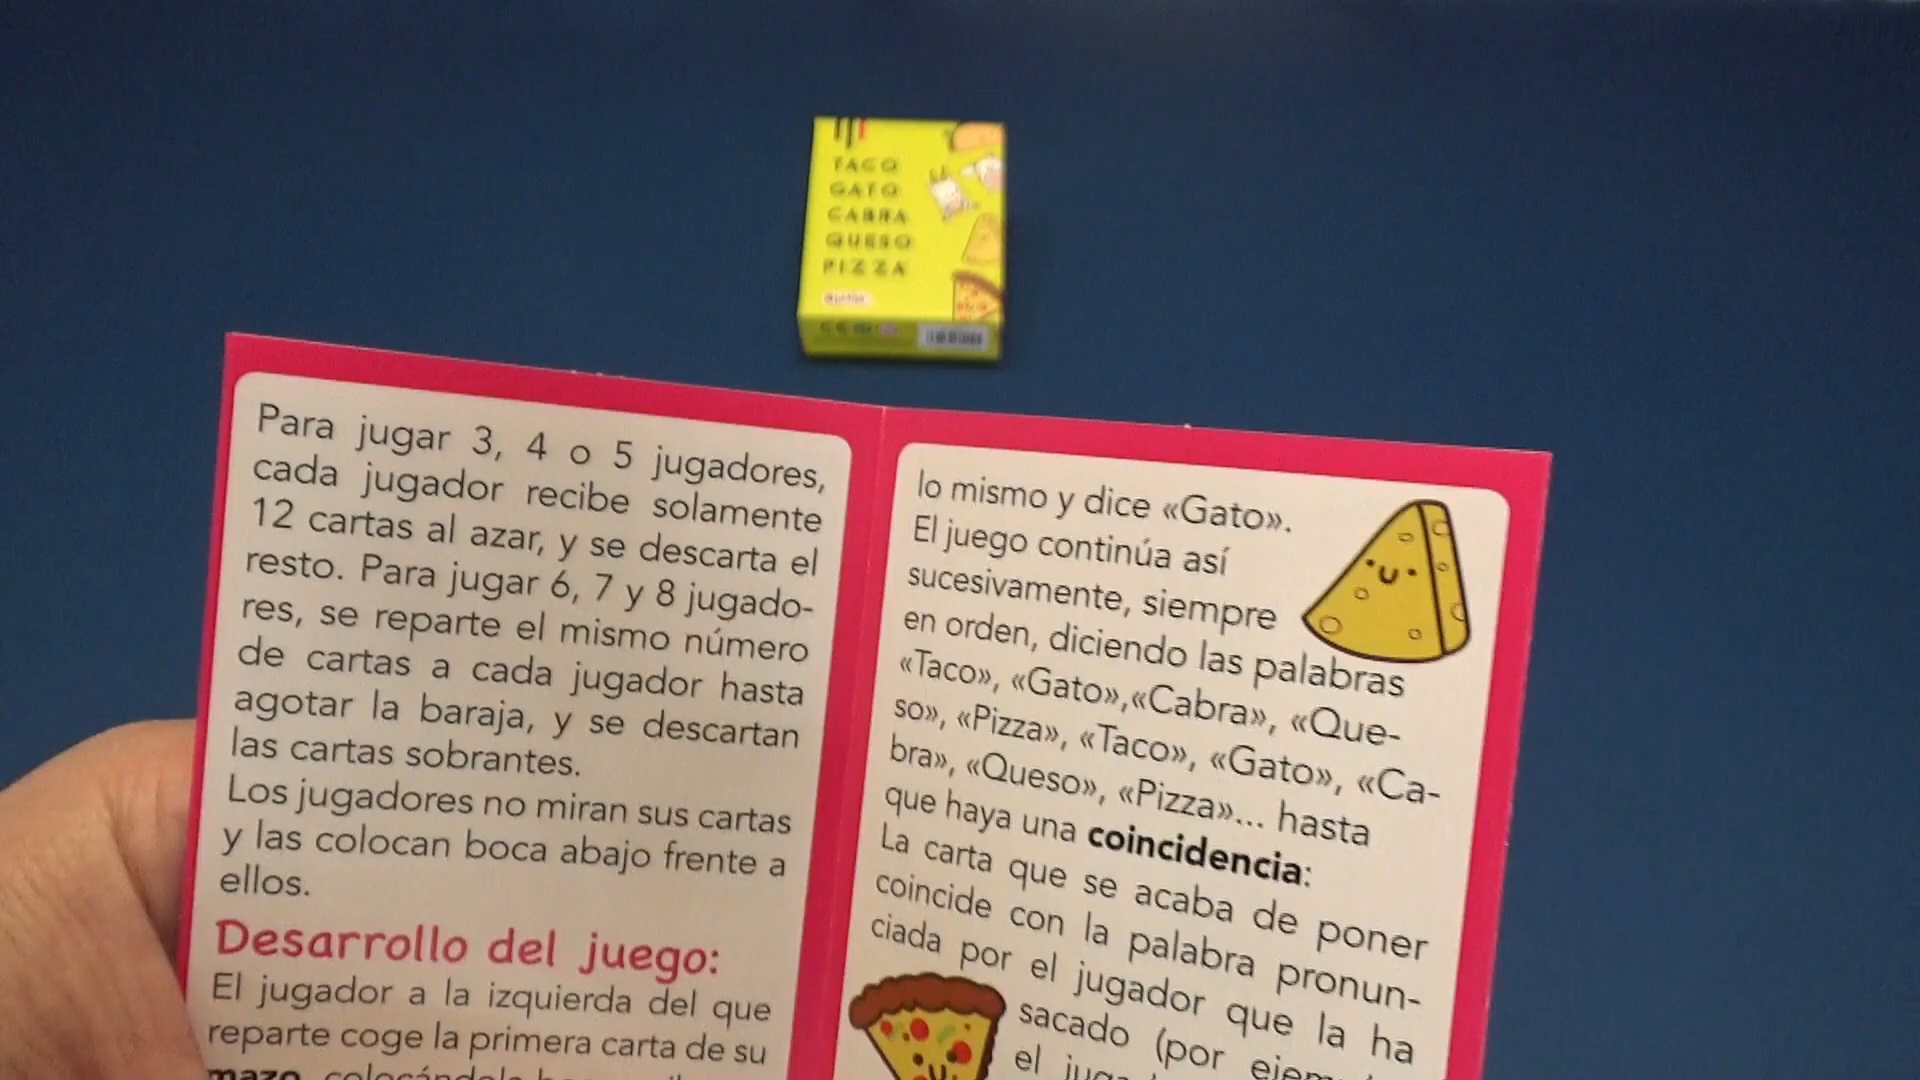 TACO
GATO
CABRA
QUESO
PIZZA
Para jugar 3, 4 o 5 jugadores,
cada jugador recibe solamente
12 cartas al azar, y se descarta el
resto. Para jugar 6, 7 y 8 jugado-
res, se reparte el mismo número
de cartas a cada jugador hasta
agotar la baraja, y se descartan
las cartas sobrantes.
Los jugadores no miran sus cartas
y las colocan boca abajo frente a
ellos.
Desarrollo del juego:
El jugador a la izquierda del que
reparte coge la primera carta de su
mazo, colocándola
lo mismo y dice «Gato».
El juego continúa así
sucesivamente, siempre
en orden, diciendo las palabras
«Taco», «Gato»,«Cabra», «Que-
so», «Pizza», «Taco», «Gato», «Ca-
bra», «Queso», «Pizza»... hasta
que haya una coincidencia:
La carta que se acaba de poner
coincide con la palabra pronun-
ciada por el jugador que la ha
sacado (por
el